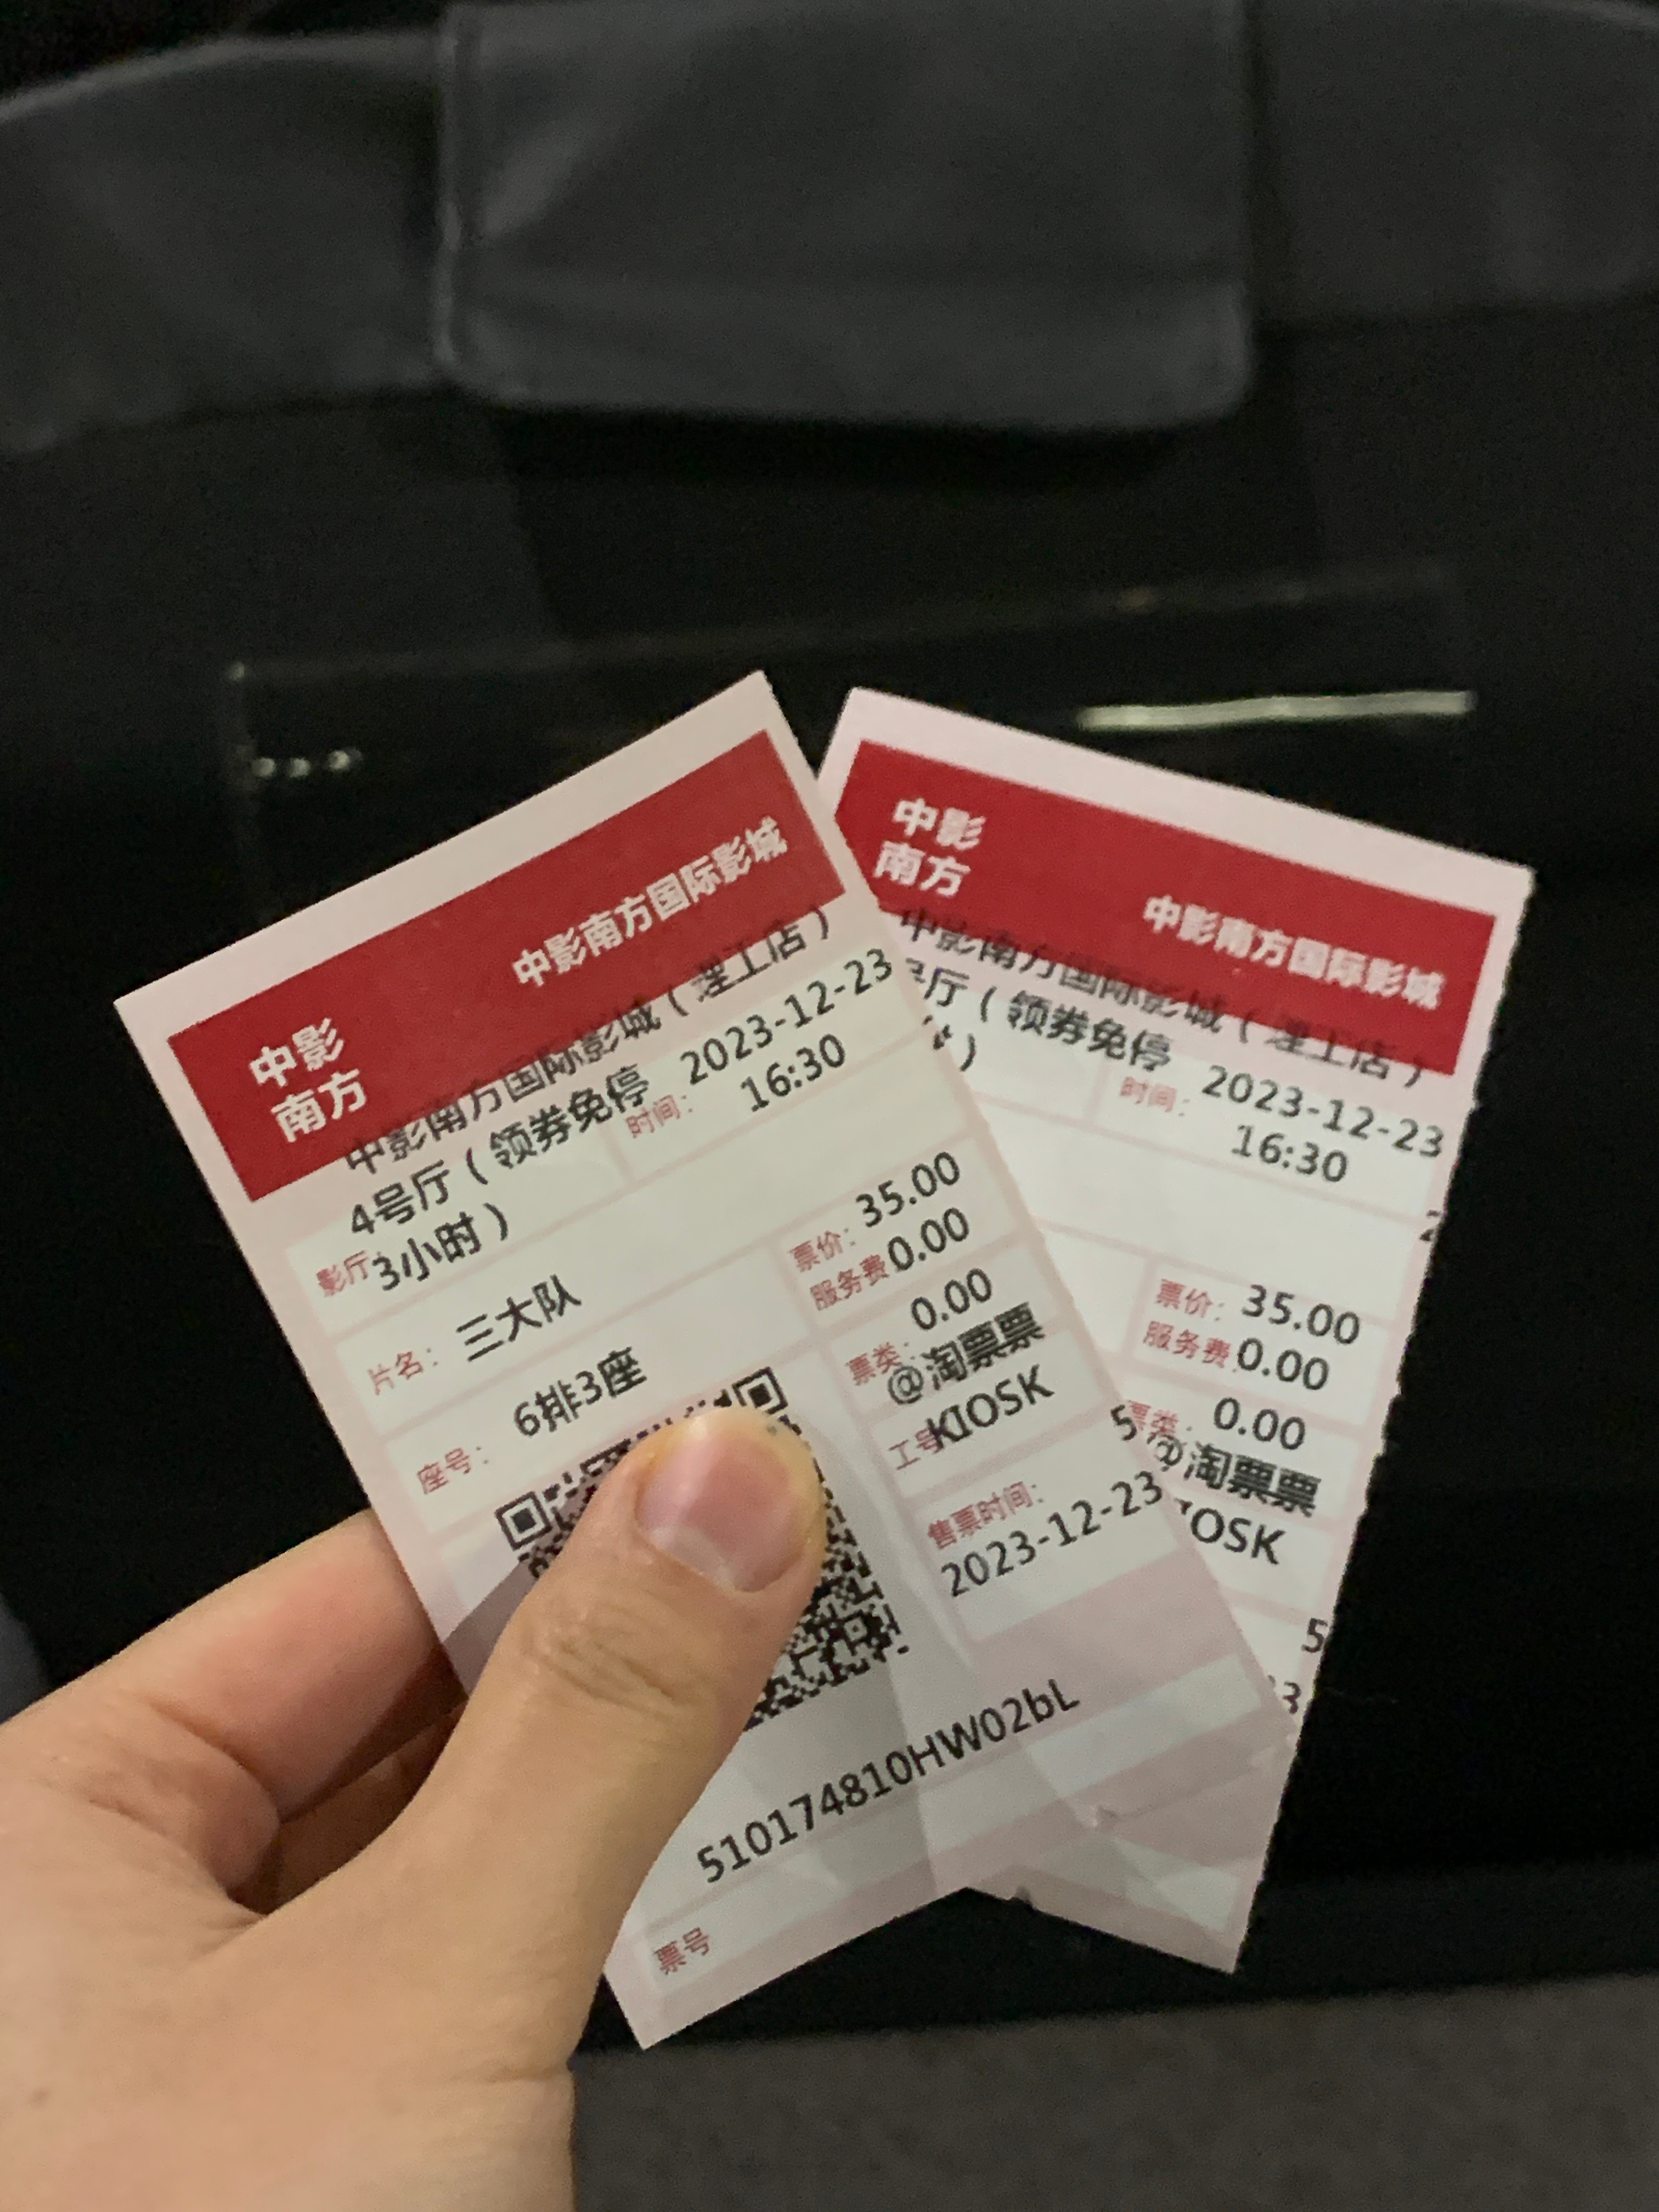 中影
南方
中影南方国际影城
中影南方国际影城（理工店）
4号厅（领券免停
3小时）
影厅:
时间:
2023-12-23
16:30
片名: 三大队
票价: 35.00
服务费 0.00
座号: 6排3座
0.00
票类:
@淘票票
工号 KIOSK
5
售票时间:
2023-12-23
510174810HW02bL
票号
中影
南方
中影南方国际影城
中影南方国际影城（理工店）
号厅（领券免停
）
时间:
2023-12-23
16:30
2
票价: 35.00
服务费 0.00
票类: 0.00
@淘票票
OSK
5
3